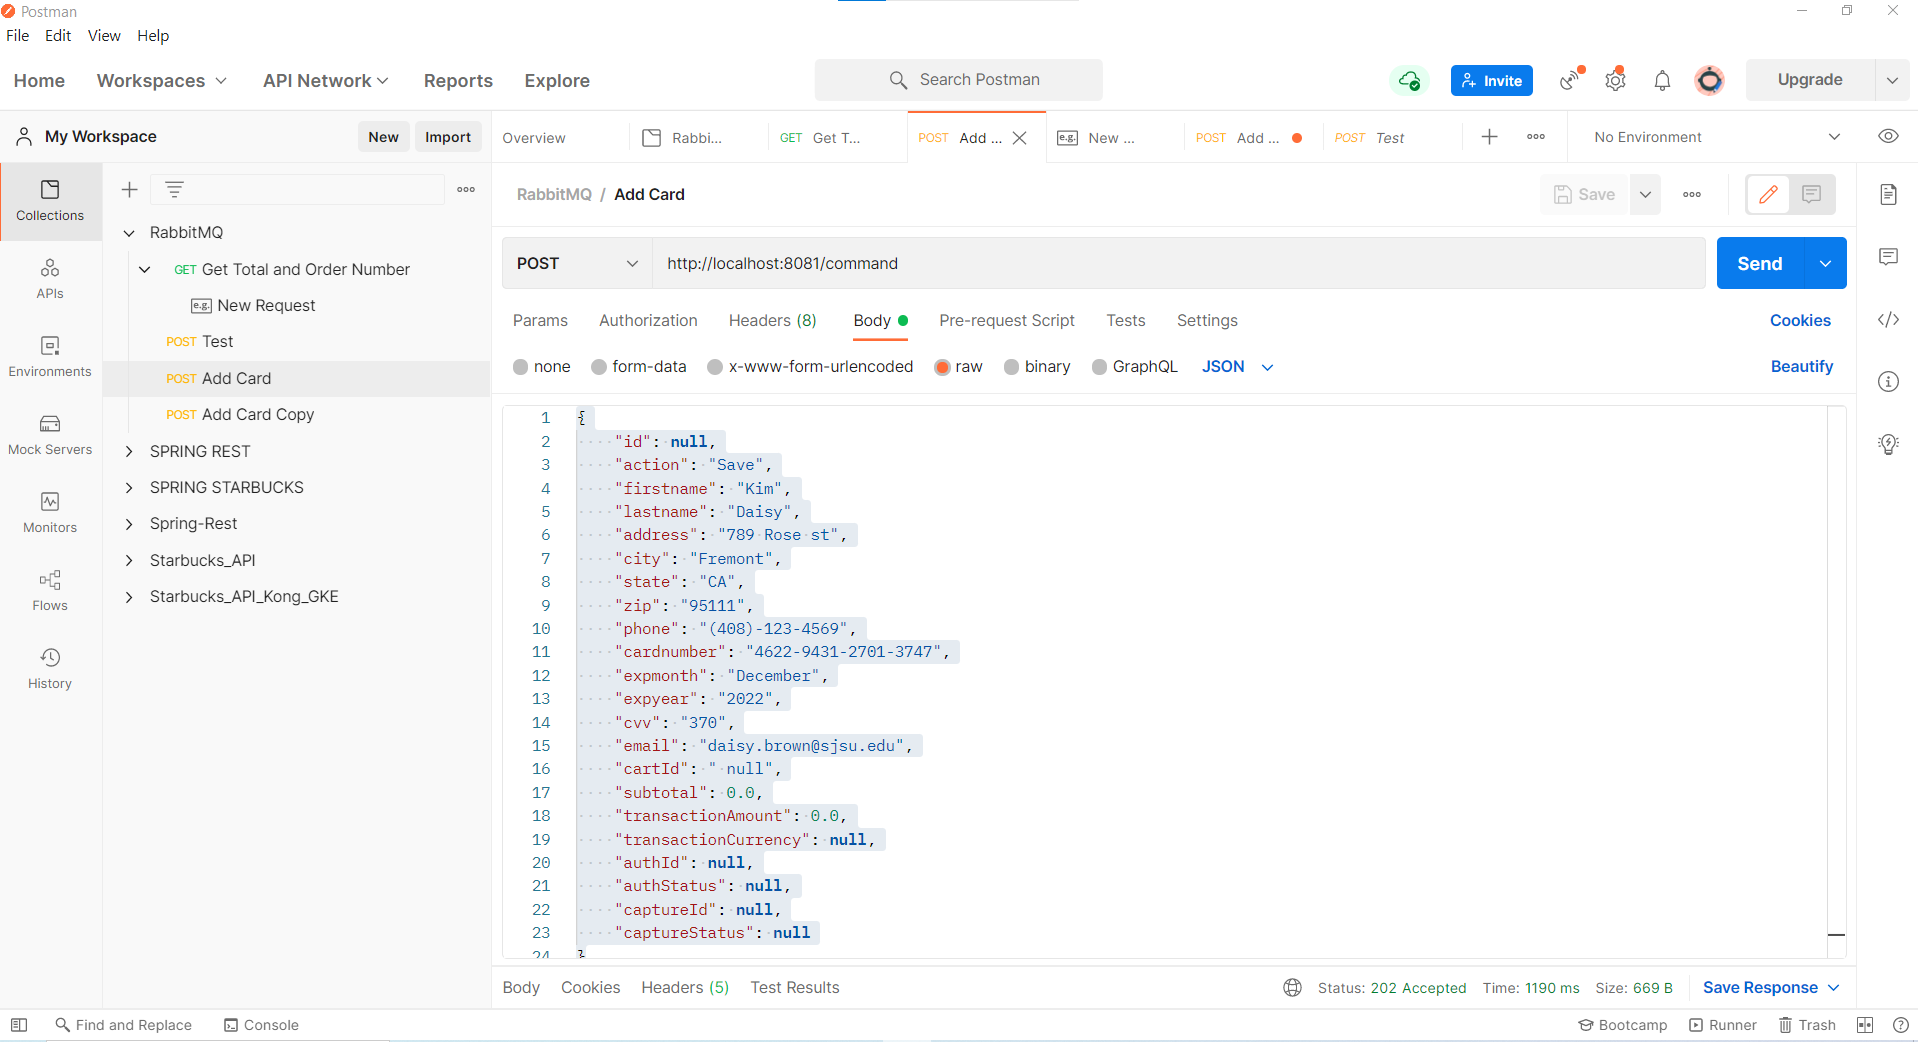 Postman
File Edit View Help
Home Workspaces API Network Reports Explore Search Postman Invite Upgrade
My Workspace New Import Overview Rabbi... GET Get T... POST Add ... e.g. New ... POST Add ... POST Test No Environment
Collections
APIs
Environments
Mock Servers
Monitors
Flows
History
RabbitMQ
GET Get Total and Order Number
e.g. New Request
POST Test
POST Add Card
POST Add Card Copy
SPRING REST
SPRING STARBUCKS
Spring-Rest
Starbucks_API
Starbucks_API_Kong_GKE
RabbitMQ / Add Card Save
POST http://localhost:8081/command Send
Params Authorization Headers (8) Body Pre-request Script Tests Settings Cookies
none form-data x-www-form-urlencoded raw binary GraphQL JSON Beautify
1 {
2 "id": null,
3 "action": "Save",
4 "firstname": "Kim",
5 "lastname": "Daisy",
6 "address": "789 Rose st",
7 "city": "Fremont",
8 "state": "CA",
9 "zip": "95111",
10 "phone": "(408)-123-4569",
11 "cardnumber": "4622-9431-2701-3747",
12 "expmonth": "December",
13 "expyear": "2022",
14 "cvv": "370",
15 "email": "daisy.brown@sjsu.edu",
16 "cartId": " null",
17 "subtotal": 0.0,
18 "transactionAmount": 0.0,
19 "transactionCurrency": null,
20 "authId": null,
21 "authStatus": null,
22 "captureId": null,
23 "captureStatus": null
24 }
Body Cookies Headers (5) Test Results Status: 202 Accepted Time: 1190 ms Size: 669 B Save Response
Find and Replace Console Bootcamp Runner Trash